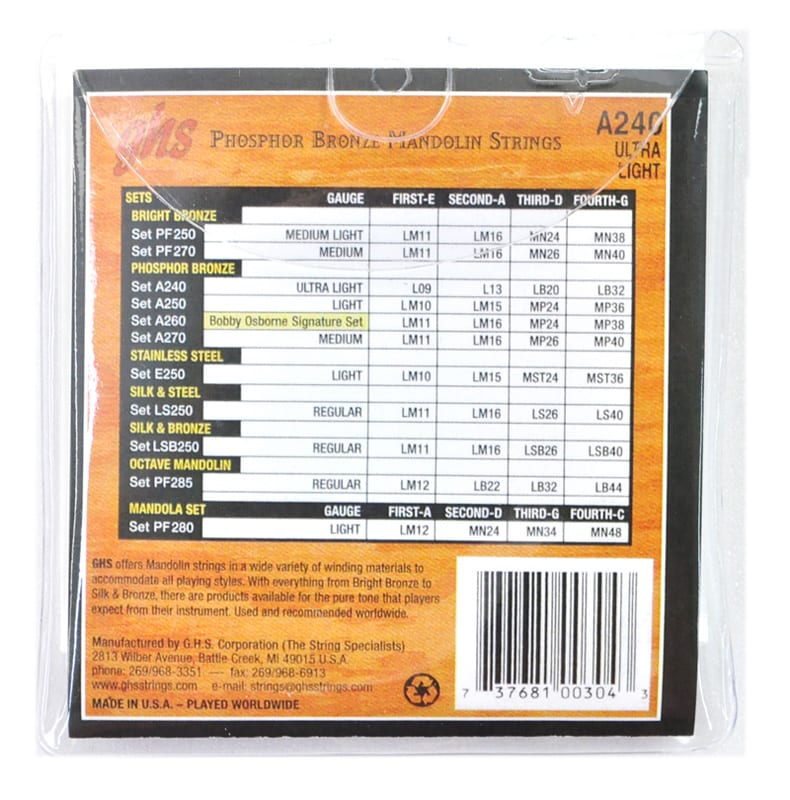 ghs PHOSPHOR BRONZE MANDOLIN STRINGS A240
ULTRA
LIGHT
SETS GAUGE FIRST-E SECOND-A THIRD-D FOURTH-G
BRIGHT BRONZE
Set PF250 MEDIUM LIGHT LM11 LM16 MN24 MN38
Set PF270 MEDIUM LM11 LM16 MN26 MN40
PHOSPHOR BRONZE
Set A240 ULTRA LIGHT L09 L13 LB20 LB32
Set A250 LIGHT LM10 LM15 MP24 MP36
Set A260 Bobby Osborne Signature Set LM11 LM16 MP24 MP38
Set A270 MEDIUM LM11 LM16 MP26 MP40
STAINLESS STEEL
Set E250 LIGHT LM10 LM15 MST24 MST36
SILK & STEEL
Set LS250 REGULAR LM11 LM16 LS26 LS40
SILK & BRONZE
Set LSB250 REGULAR LM11 LM16 LSB26 LSB40
OCTAVE MANDOLIN
Set PF285 REGULAR LM12 LB22 LB32 LB44
MANDOLA SET GAUGE FIRST-A SECOND-D THIRD-G FOURTH-C
Set PF280 LIGHT LM12 MN24 MN34 MN48
GHS offers Mandolin strings in a wide variety of winding materials to
accommodate all playing styles. With everything from Bright Bronze to
Silk & Bronze, there are products available for the pure tone that players
expect from their instrument. Used and recommended worldwide.
Manufactured by G.H.S. Corporation (The String Specialists)
2813 Wilber Avenue, Battle Creek, MI 49015 U.S.A.
phone: 269/968-3351 — fax: 269/968-6913
www.ghsstrings.com e-mail: strings@ghsstrings.com
MADE IN U.S.A. – PLAYED WORLDWIDE
7 37681 00304 3